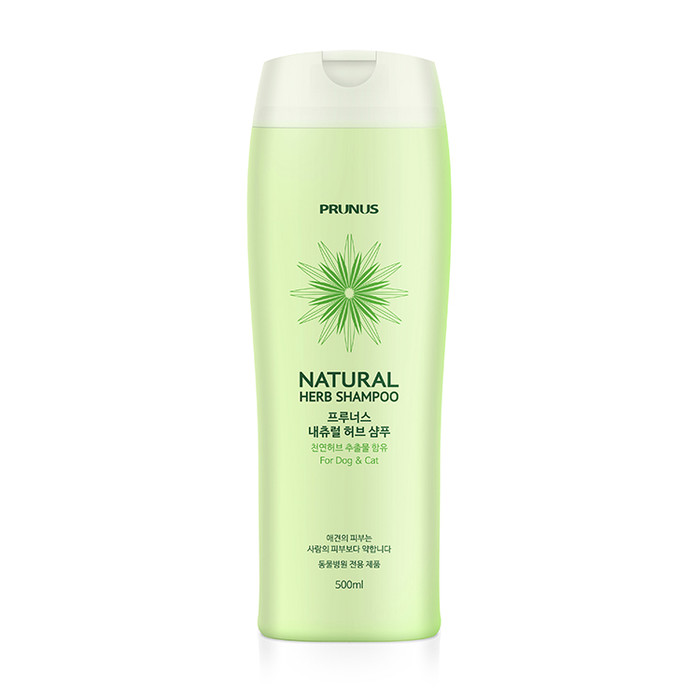 PRUNUS
NATURAL
HERB SHAMPOO
프루너스
내츄럴 허브 샴푸
천연허브 추출물 함유
For Dog & Cat
애견의 피부는
사람의 피부보다 약합니다
동물병원 전용 제품
500ml